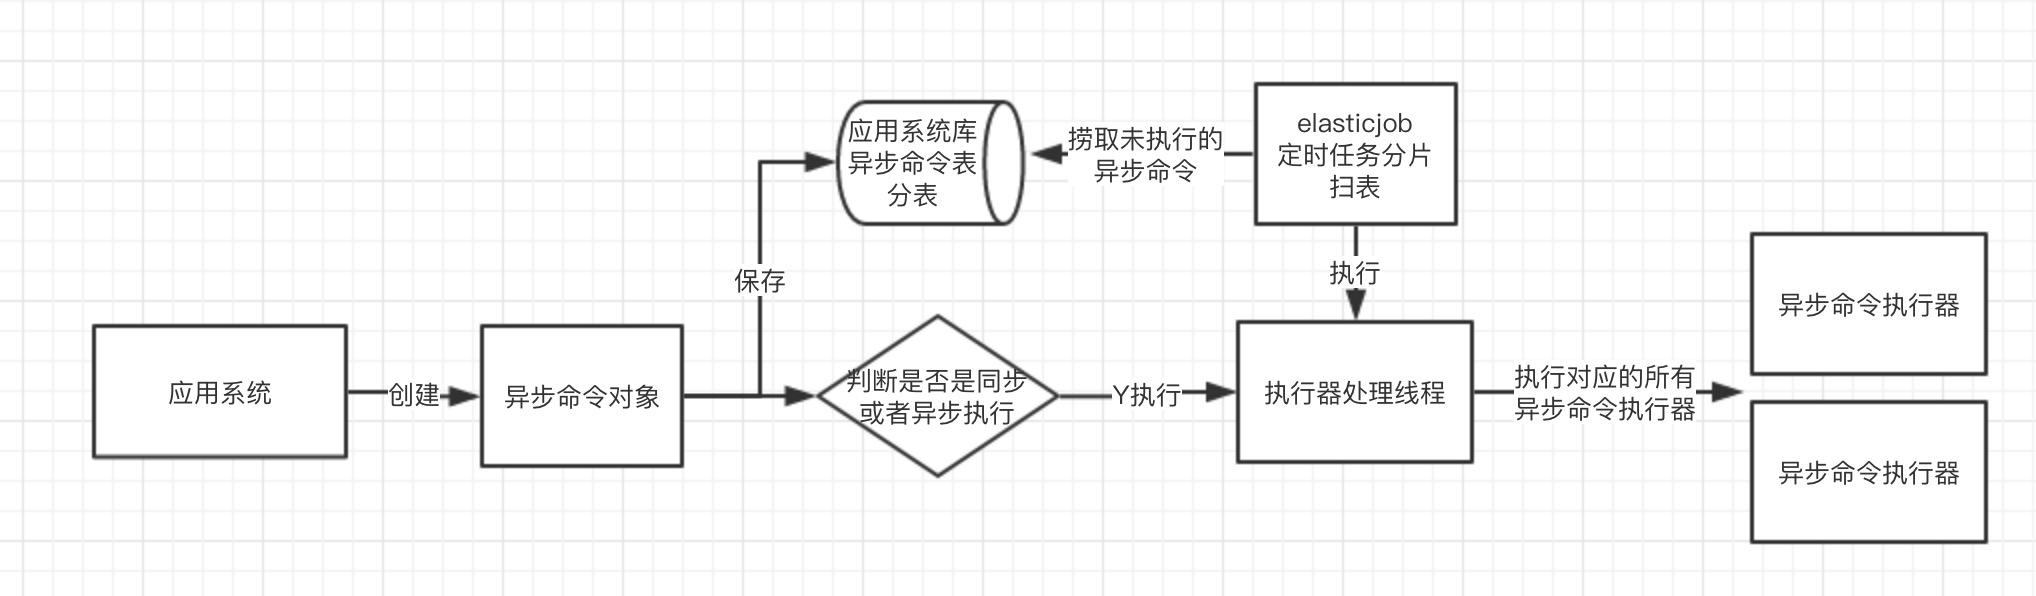 应用系统库
异步命令表
分表
捞取未执行的
异步命令
elasticjob
定时任务分片
扫表
保存
执行
应用系统
创建
异步命令对象
判断是否是同步
或者异步执行
Y执行
执行器处理线程
执行对应的所有
异步命令执行器
异步命令执行器
异步命令执行器